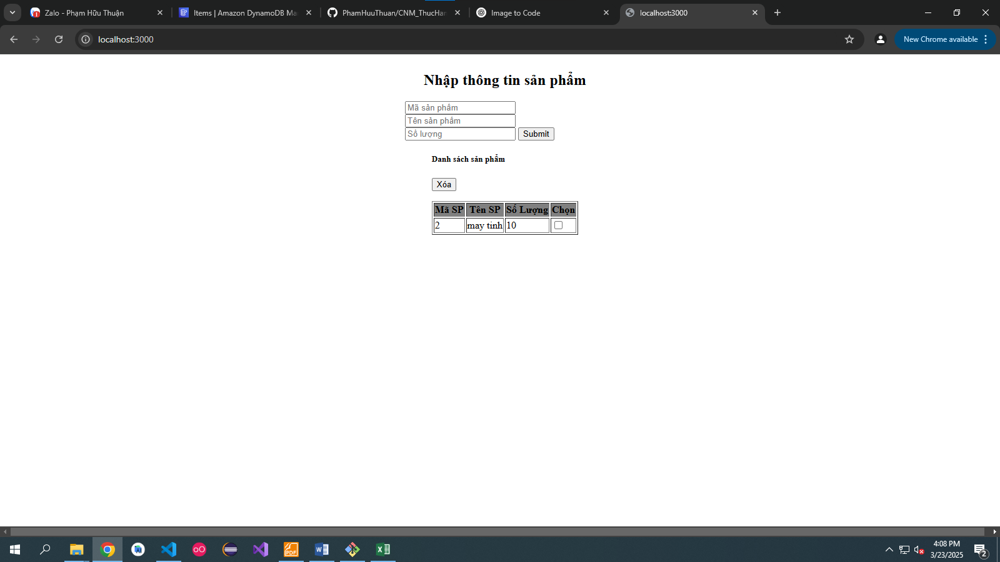 Zalo - Phạm Hữu Thuận
Items | Amazon DynamoDB Ma
PhamHuuThuan/CNM_ThucHan
Image to Code
localhost:3000
localhost:3000
New Chrome available
Nhập thông tin sản phẩm
Mã sản phẩm
Tên sản phẩm
Số lượng Submit
Danh sách sản phẩm
Xóa
Mã SP Tên SP Số Lượng Chọn
2 may tinh 10
4:08 PM
3/23/2025
2